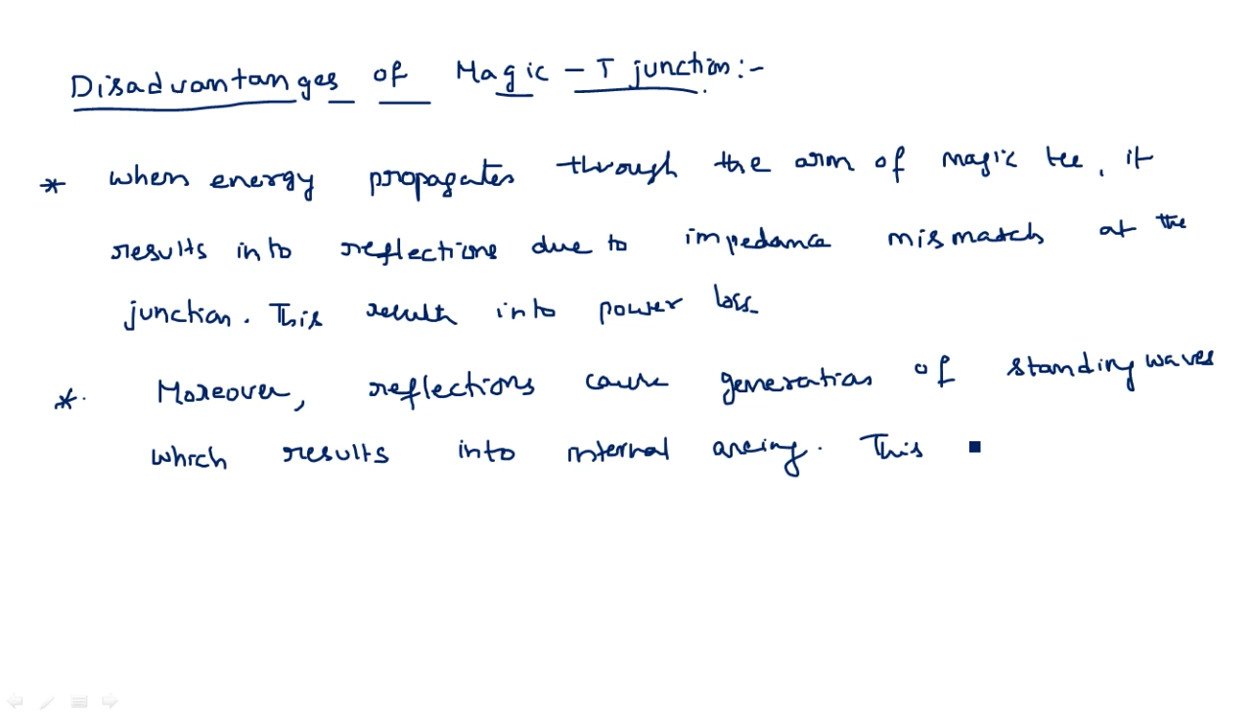 Disadvantanges of Magic - T junction:-
* when energy propagates through the arm of magic tee, it
results into reflections due to impedance mismatch at the
junction. This result into power loss
* Moreover, reflections cause generation of standing waves
which results into internal arcing. This